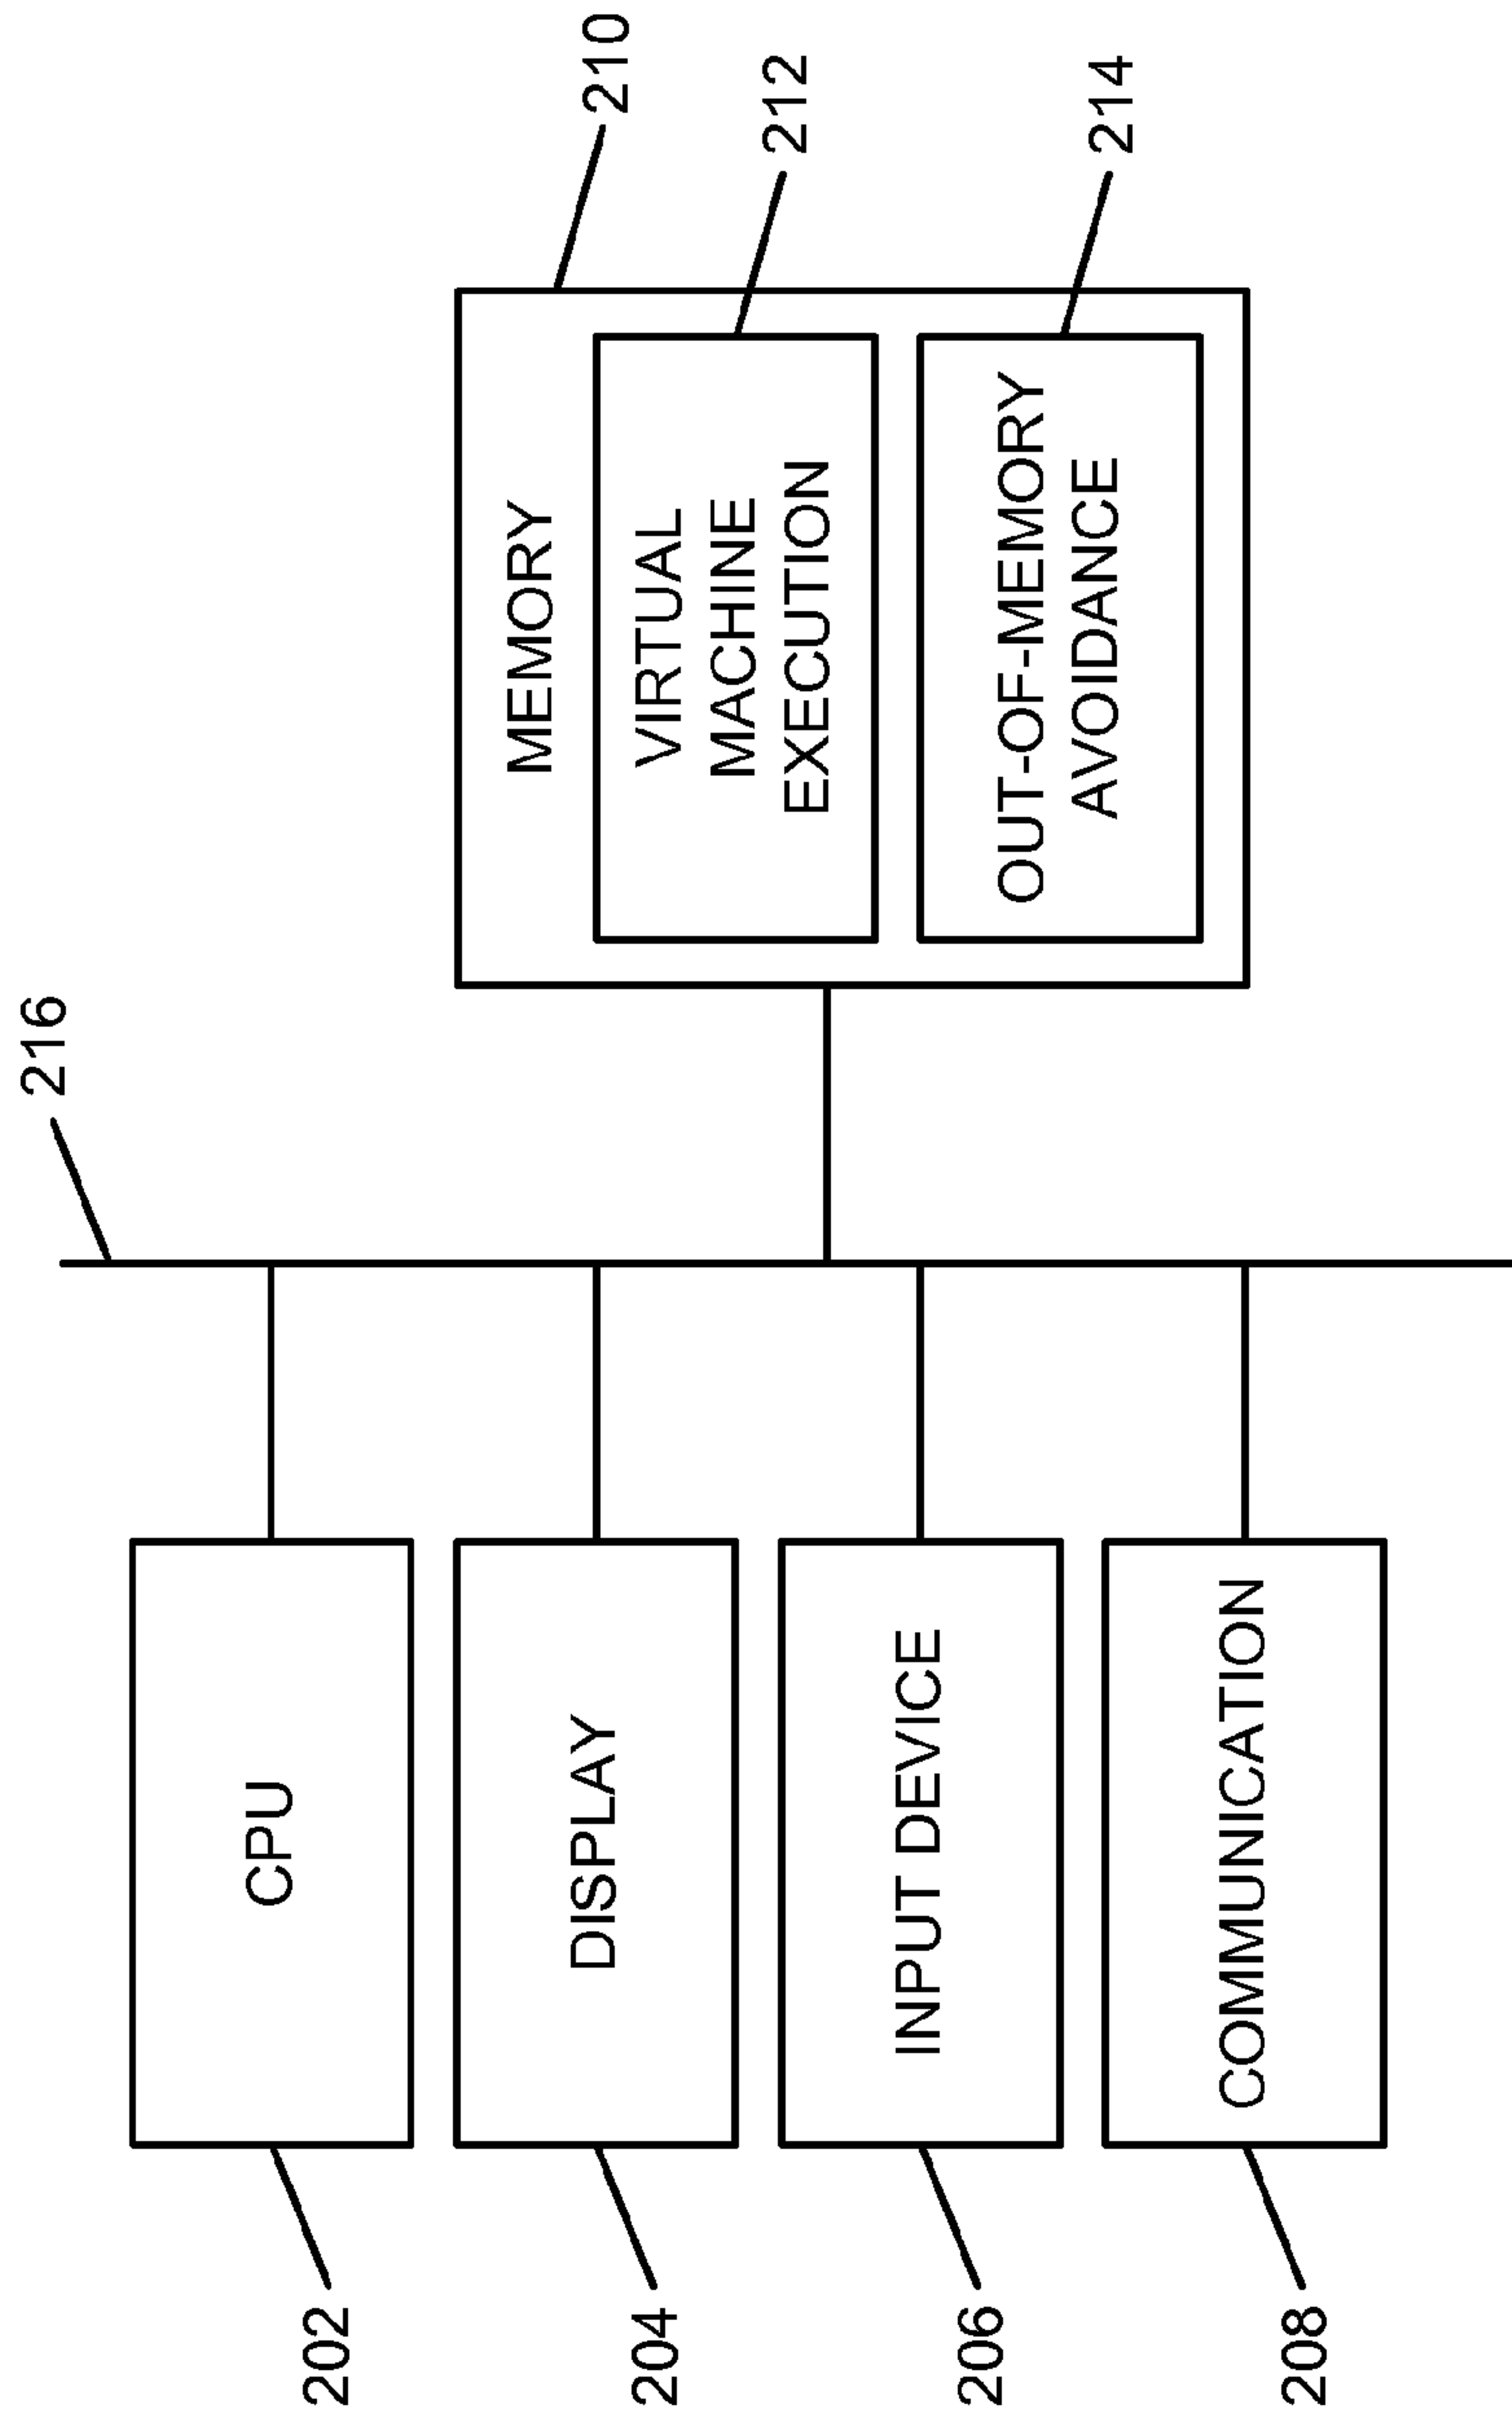 216
202
CPU
204
DISPLAY
206
INPUT DEVICE
208
COMMUNICATION
MEMORY
210
VIRTUAL
MACHINE
EXECUTION
212
OUT-OF-MEMORY
AVOIDANCE
214